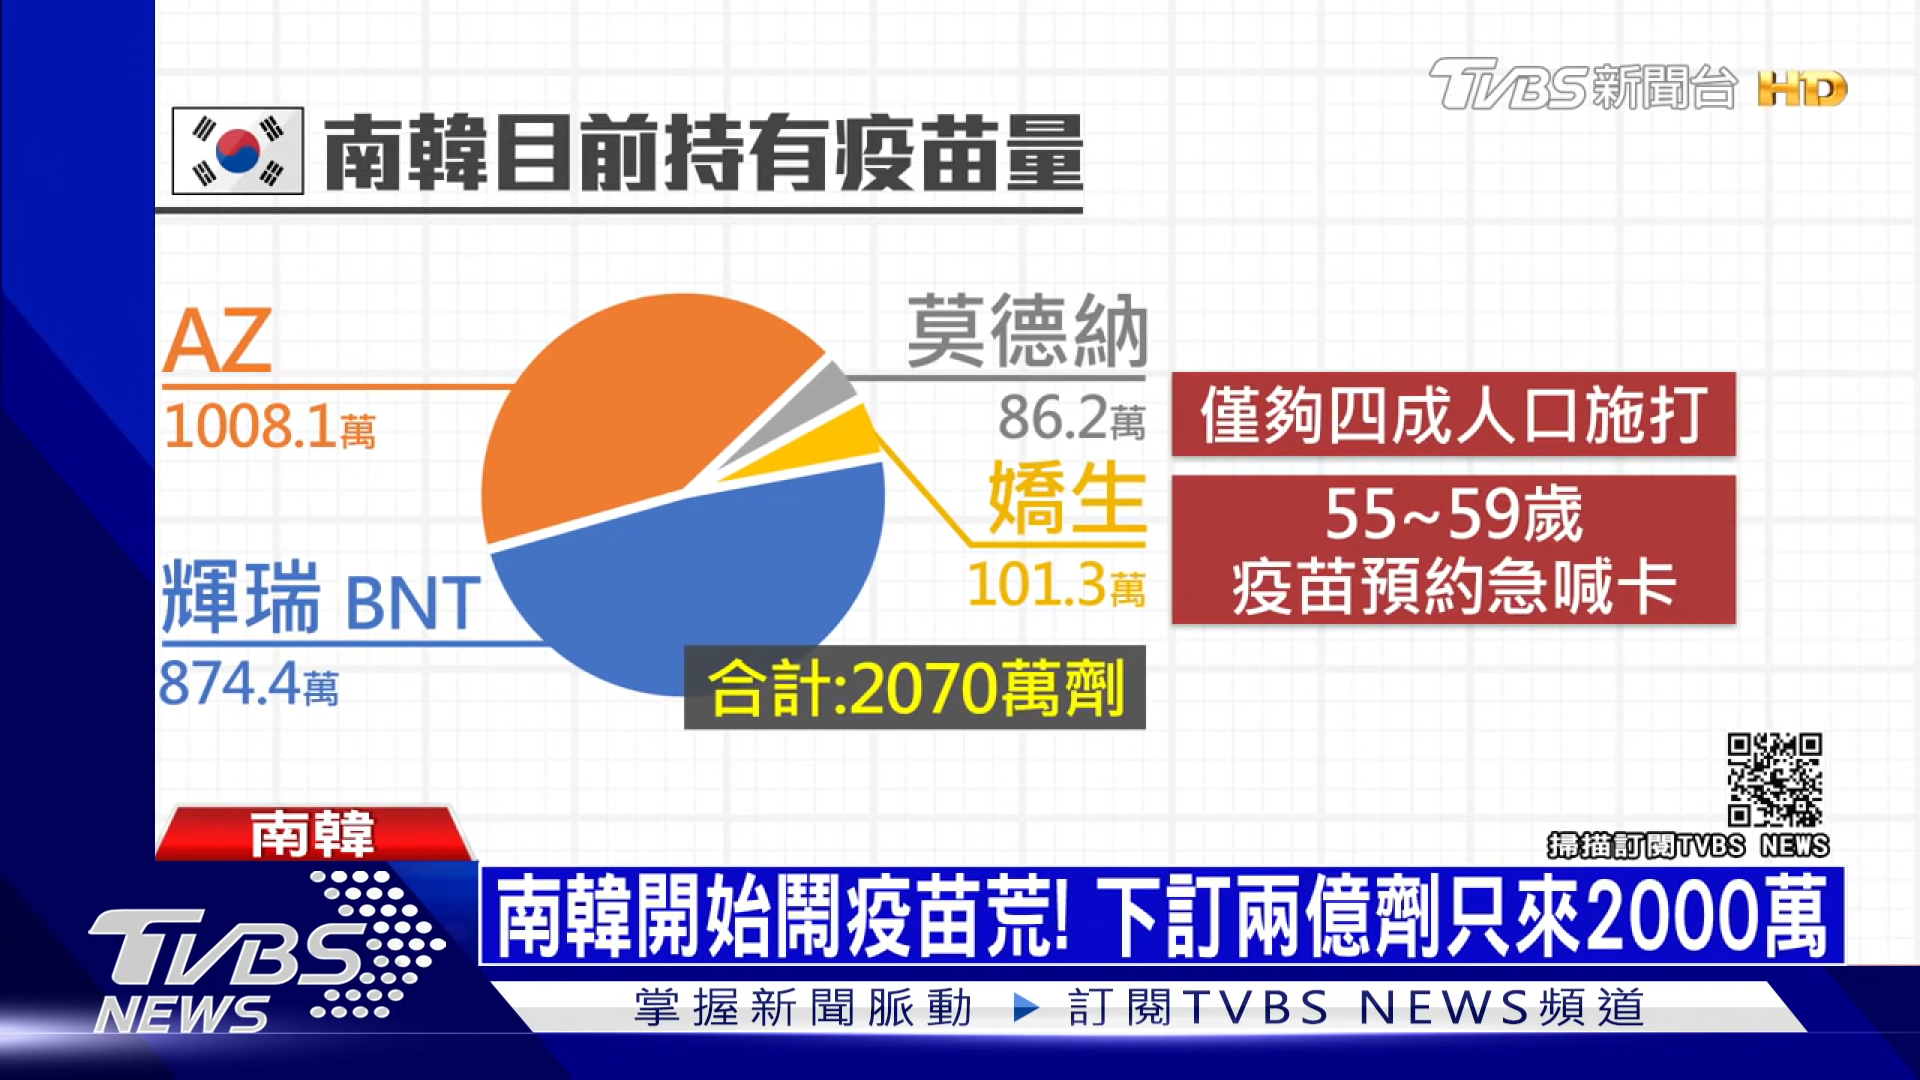 TVBS新聞台 HD
南韓目前持有疫苗量
AZ
1008.1萬
莫德納
86.2萬
嬌生
101.3萬
輝瑞 BNT
874.4萬
合計:2070萬劑
僅夠四成人口施打
55~59歲
疫苗預約急喊卡
掃描訂閱TVBS NEWS
南韓
南韓開始鬧疫苗荒! 下訂兩億劑只來2000萬
TVBS
NEWS
掌握新聞脈動 ▶ 訂閱TVBS NEWS頻道